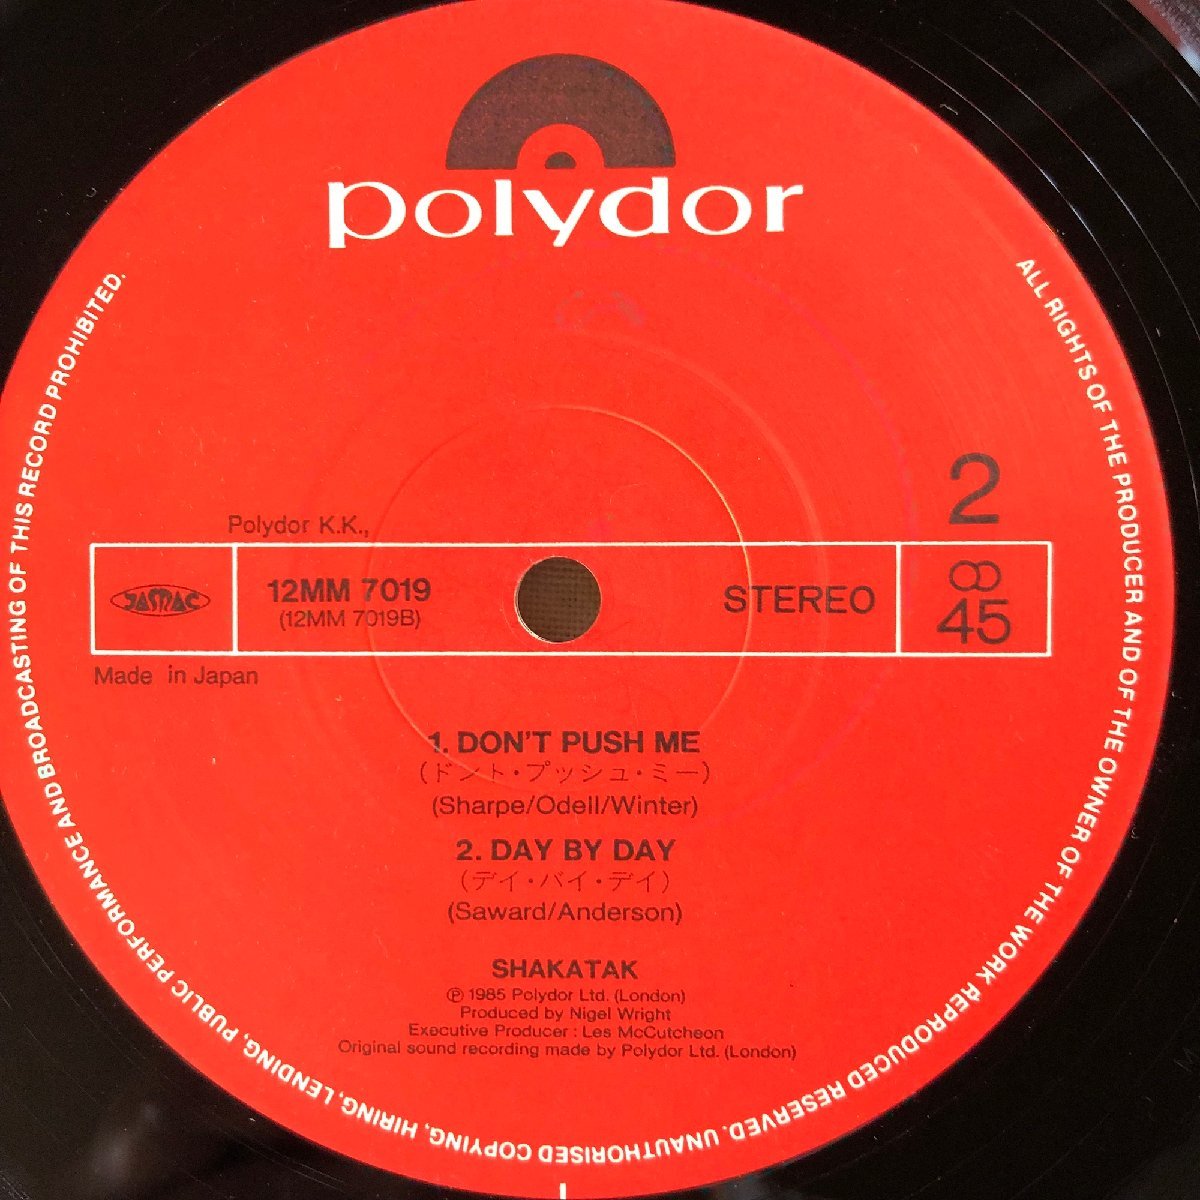 polydor
ALL RIGHTS OF THE PRODUCER AND OF THE OWNER OF THE WORK REPRODUCED RESERVED. UNAUTHORISED COPYING, HIRING, LENDING, PUBLIC PERFORMANCE AND BROADCASTING OF THIS RECORD PROHIBITED.
2
Polydor K.K.,
JASRAC
12MM 7019
(12MM 7019B)
STEREO
45
Made in Japan
1. DON'T PUSH ME
(ドント・プッシュ・ミー)
(Sharpe/Odell/Winter)
2. DAY BY DAY
(デイ・バイ・デイ)
(Saward/Anderson)
SHAKATAK
Ⓟ 1985 Polydor Ltd. (London)
Produced by Nigel Wright
Executive Producer : Les McCutcheon
Original sound recording made by Polydor Ltd. (London)